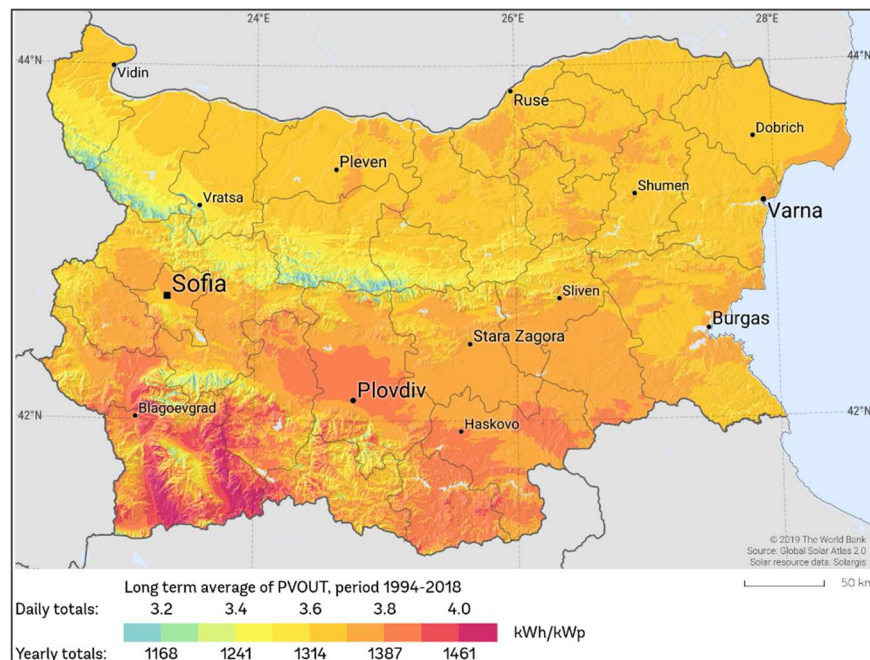 24°E 26°E 28°E
44°N 44°N
Vidin
Ruse
Dobrich
Pleven
Shumen
Vratsa
Varna
Sofia
Sliven
Burgas
Stara Zagora
Plovdiv
42°N 42°N
Blagoevgrad
Haskovo
© 2019 The World Bank
Source: Global Solar Atlas 2.0
Solar resource data: Solargis
50 km
Long term average of PVOUT, period 1994-2018
Daily totals: 3.2 3.4 3.6 3.8 4.0
kWh/kWp
Yearly totals: 1168 1241 1314 1387 1461